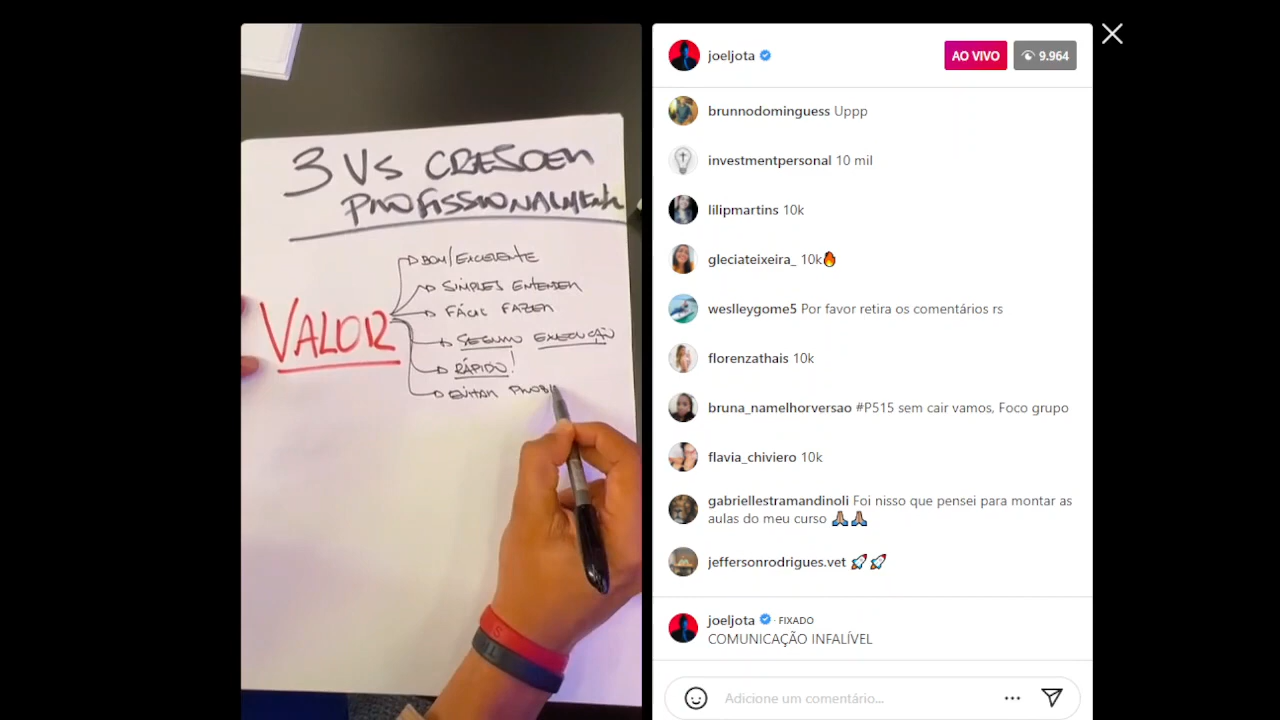 3 Vs CRESCER
PROFISSIONALMENTE
VALOR
BOM/EXCELENTE
SIMPLES ENTENDER
FÁCIL FAZER
SEGURO EXECUÇÃO
RÁPIDO!
EVITAR PROBL
joeljota
AO VIVO
9.964
brunnodominguess Uppp
investmentpersonal 10 mil
lilipmartins 10k
gleciateixeira_ 10k🔥
weslleygome5 Por favor retira os comentários rs
florenzathais 10k
bruna_namelhorversao #P515 sem cair vamos, Foco grupo
flavia_chiviero 10k
gabriellestramandinoli Foi nisso que pensei para montar as
aulas do meu curso 🙏🏽🙏🏽
jeffersonrodrigues.vet 🚀🚀
joeljota · FIXADO
COMUNICAÇÃO INFALÍVEL
Adicione um comentário...